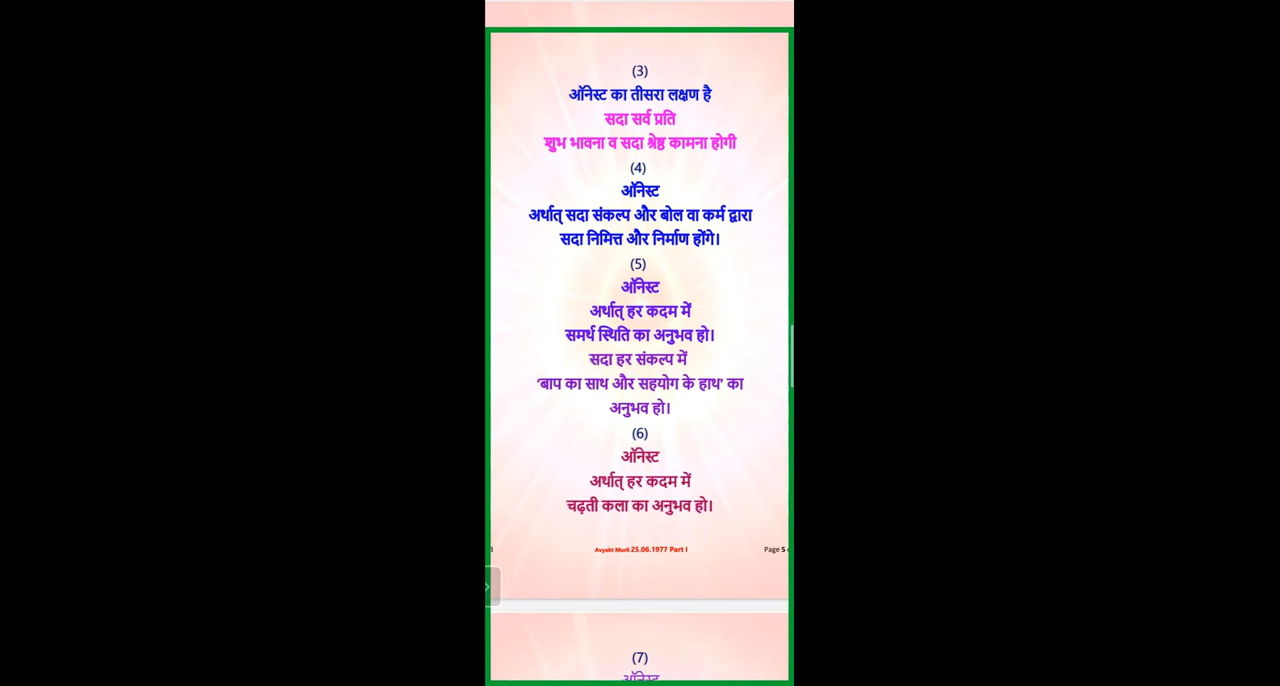 (3)
ऑनेस्ट का तीसरा लक्षण है
सदा सर्व प्रति
शुभ भावना व सदा श्रेष्ठ कामना होगी
(4)
ऑनेस्ट
अर्थात् सदा संकल्प और बोल वा कर्म द्वारा
सदा निमित्त और निर्माण होंगे।
(5)
ऑनेस्ट
अर्थात् हर कदम में
समर्थ स्थिति का अनुभव हो।
सदा हर संकल्प में
‘बाप का साथ और सहयोग के हाथ’ का
अनुभव हो।
(6)
ऑनेस्ट
अर्थात् हर कदम में
चढ़ती कला का अनुभव हो।
Avyakt Murli 25.06.1977 Part I
Page 5
(7)
ऑनेस्ट